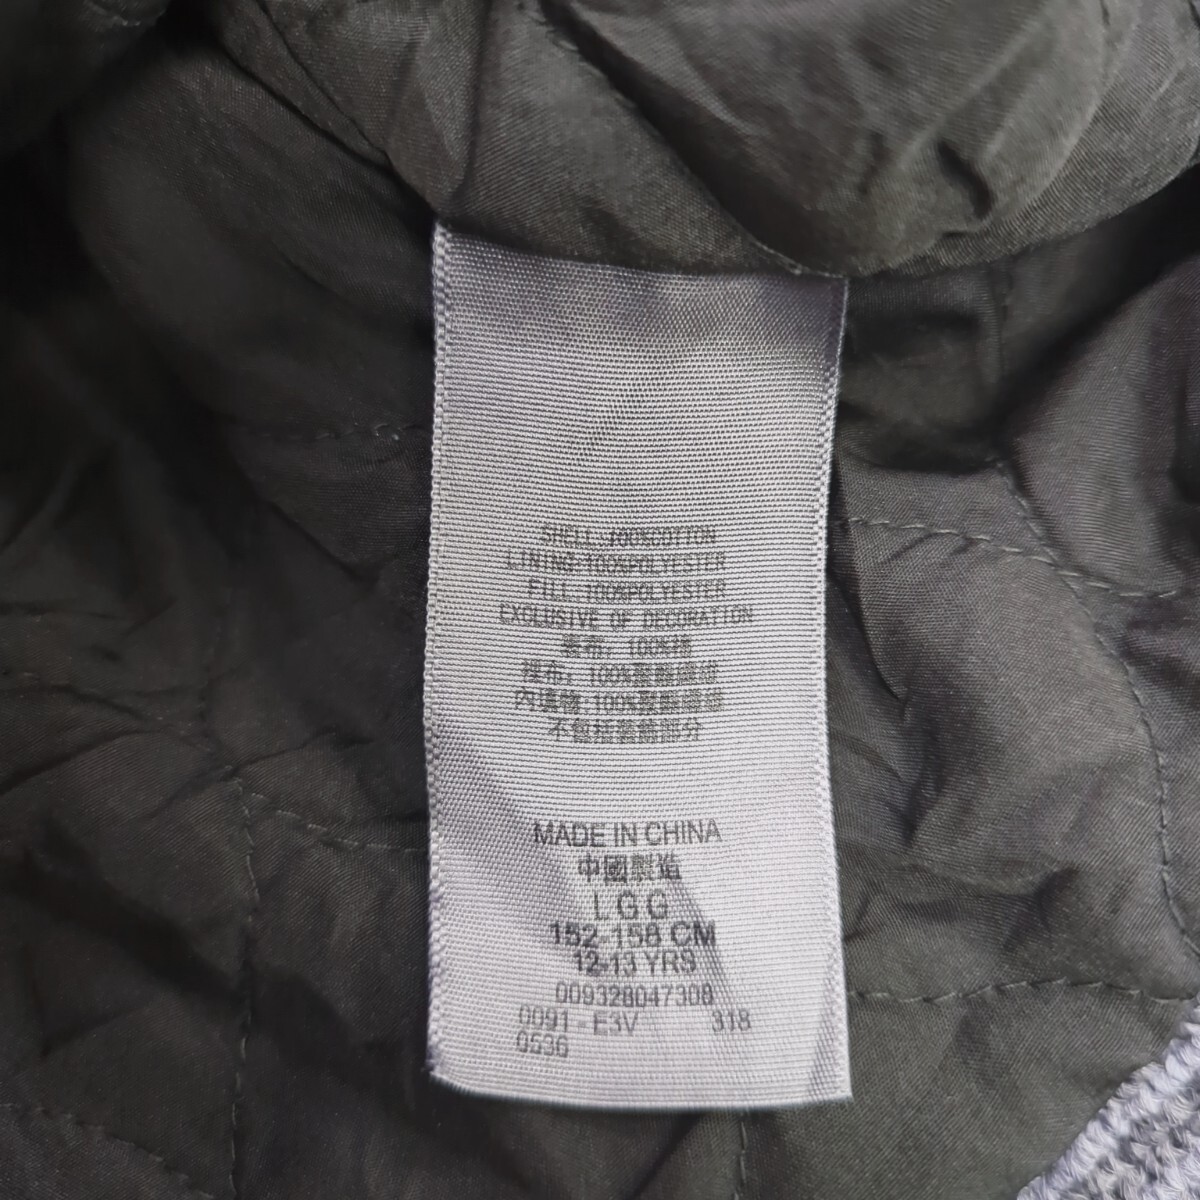 SHELL:100%COTTON
LINING:100%POLYESTER
FILL:100%POLYESTER
EXCLUSIVE OF DECORATION
表布: 100%棉
裡布: 100%聚酯纖維
內填物:100%聚酯纖維
不包括裝飾部分
MADE IN CHINA
中國製造
L G G
152-158 CM
12-13 YRS
009328047308
0091 - E3V 318
0536